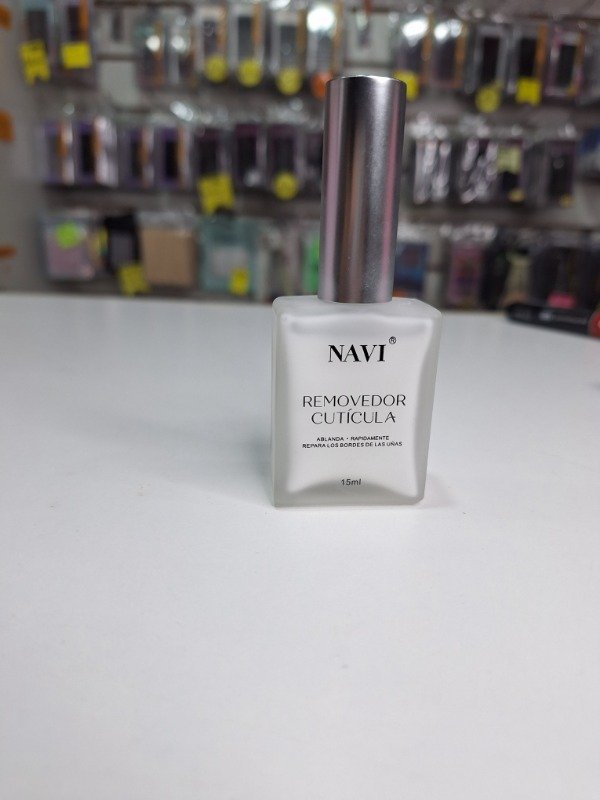 NAVI ®
REMOVEDOR
CUTÍCULA
ABLANDA • RAPIDAMENTE
REPARA LOS BORDES DE LAS UÑAS
15ml